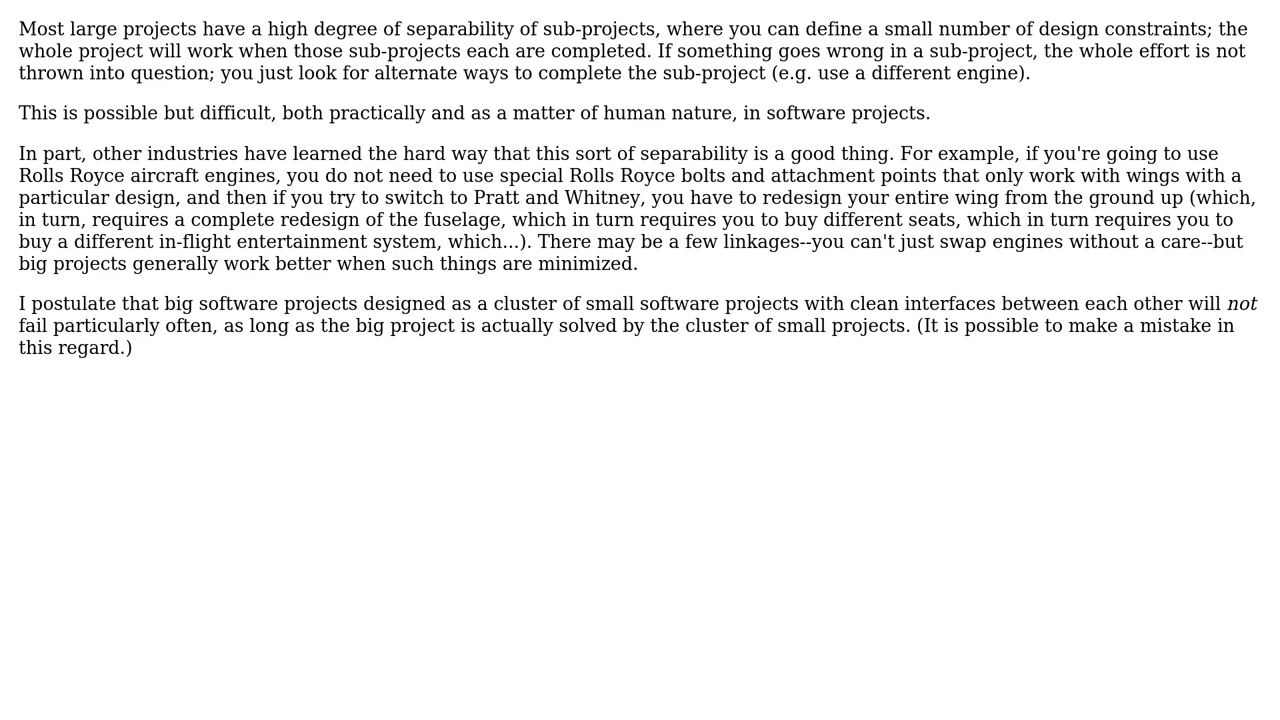 Most large projects have a high degree of separability of sub-projects, where you can define a small number of design constraints; the
whole project will work when those sub-projects each are completed. If something goes wrong in a sub-project, the whole effort is not
thrown into question; you just look for alternate ways to complete the sub-project (e.g. use a different engine).
This is possible but difficult, both practically and as a matter of human nature, in software projects.
In part, other industries have learned the hard way that this sort of separability is a good thing. For example, if you're going to use
Rolls Royce aircraft engines, you do not need to use special Rolls Royce bolts and attachment points that only work with wings with a
particular design, and then if you try to switch to Pratt and Whitney, you have to redesign your entire wing from the ground up (which,
in turn, requires a complete redesign of the fuselage, which in turn requires you to buy different seats, which in turn requires you to
buy a different in-flight entertainment system, which...). There may be a few linkages--you can't just swap engines without a care--but
big projects generally work better when such things are minimized.
I postulate that big software projects designed as a cluster of small software projects with clean interfaces between each other will not
fail particularly often, as long as the big project is actually solved by the cluster of small projects. (It is possible to make a mistake in
this regard.)